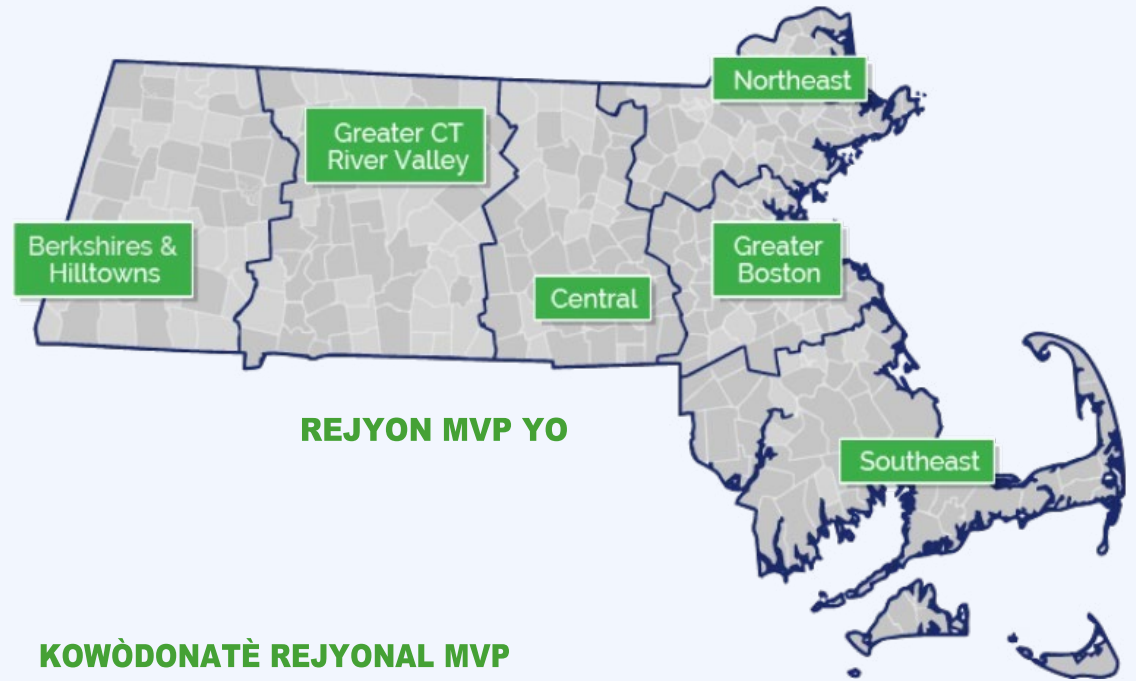 Northeast
Greater CT
River Valley
Berkshires &
Hilltowns
Greater
Boston
Central
REJYON MVP YO
Southeast
KOWÒDONATÈ REJYONAL MVP